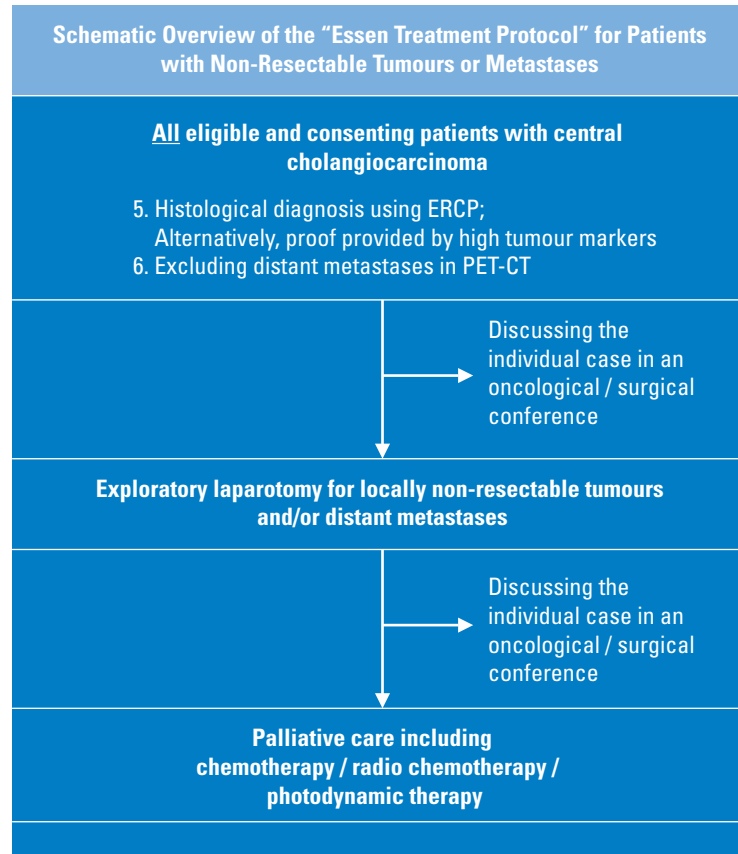 Schematic Overview of the “Essen Treatment Protocol” for Patients
with Non-Resectable Tumours or Metastases
All eligible and consenting patients with central
cholangiocarcinoma
5. Histological diagnosis using ERCP;
Alternatively, proof provided by high tumour markers
6. Excluding distant metastases in PET-CT
Discussing the
individual case in an
oncological / surgical
conference
Exploratory laparotomy for locally non-resectable tumours
and/or distant metastases
Discussing the
individual case in an
oncological / surgical
conference
Palliative care including
chemotherapy / radio chemotherapy /
photodynamic therapy